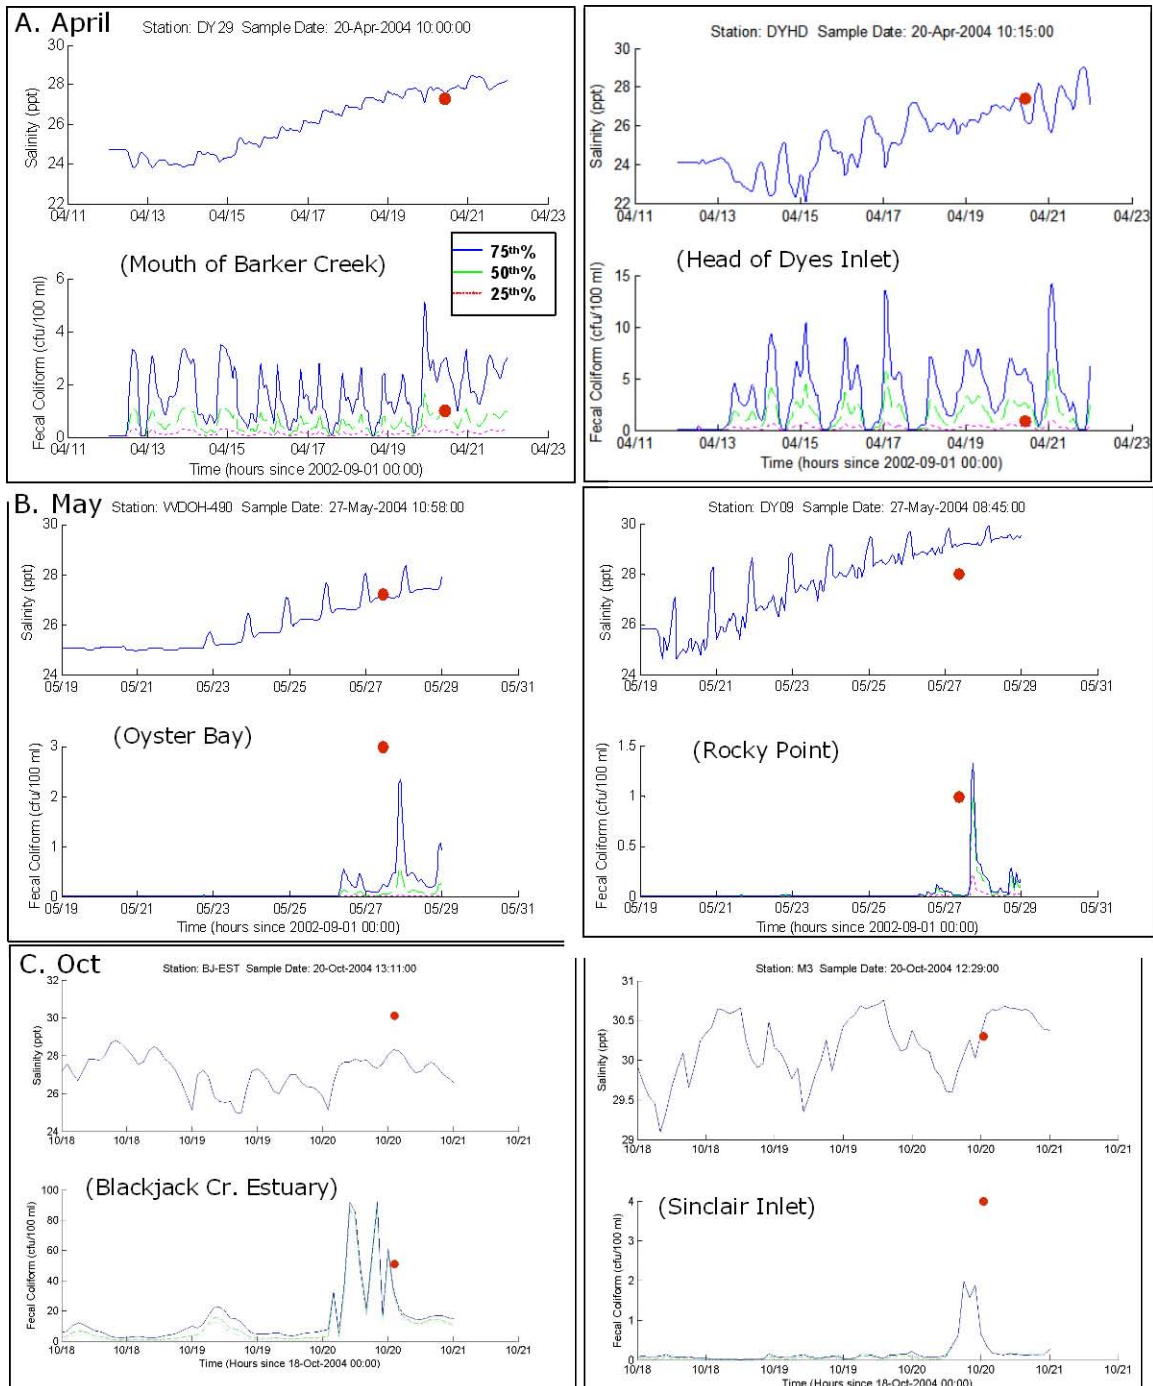 A. April
Station: DY29 Sample Date: 20-Apr-2004 10:00:00
30
28
26
24
22
Salinity (ppt)
04/11 04/13 04/15 04/17 04/19 04/21 04/23
(Mouth of Barker Creek)
75th%
50th%
25th%
6
4
2
0
Fecal Coliform (cfu/100 ml)
04/11 04/13 04/15 04/17 04/19 04/21 04/23
Time (hours since 2002-09-01 00:00)
Station: DYHD Sample Date: 20-Apr-2004 10:15:00
30
28
26
24
22
Salinity (ppt)
04/11 04/13 04/15 04/17 04/19 04/21 04/23
(Head of Dyes Inlet)
15
10
5
0
Fecal Coliform (cfu/100 ml)
04/11 04/13 04/15 04/17 04/19 04/21 04/23
Time (hours since 2002-09-01 00:00)
B. May
Station: WDOH-490 Sample Date: 27-May-2004 10:58:00
30
28
26
24
Salinity (ppt)
05/19 05/21 05/23 05/25 05/27 05/29 05/31
(Oyster Bay)
3
2
1
0
Fecal Coliform (cfu/100 ml)
05/19 05/21 05/23 05/25 05/27 05/29 05/31
Time (hours since 2002-09-01 00:00)
Station: DY09 Sample Date: 27-May-2004 08:45:00
30
28
26
24
Salinity (ppt)
05/19 05/21 05/23 05/25 05/27 05/29 05/31
(Rocky Point)
1.5
1
0.5
0
Fecal Coliform (cfu/100 ml)
05/19 05/21 05/23 05/25 05/27 05/29 05/31
Time (hours since 2002-09-01 00:00)
C. Oct
Station: BJ-EST Sample Date: 20-Oct-2004 13:11:00
32
30
28
26
24
Salinity (ppt)
10/18 10/18 10/19 10/19 10/20 10/20 10/21 10/21
(Blackjack Cr. Estuary)
100
80
60
40
20
0
Fecal Coliform (cfu/100 ml)
10/18 10/18 10/19 10/19 10/20 10/20 10/21 10/21
Time (Hours since 18-Oct-2004 00:00)
Station: M3 Sample Date: 20-Oct-2004 12:29:00
31
30.5
30
29.5
29
Salinity (ppt)
10/18 10/18 10/19 10/19 10/20 10/20 10/21 10/21
(Sinclair Inlet)
4
3
2
1
0
Fecal Coliform (cfu/100 ml)
10/18 10/18 10/19 10/19 10/20 10/20 10/21 10/21
Time (Hours since 18-Oct-2004 00:00)